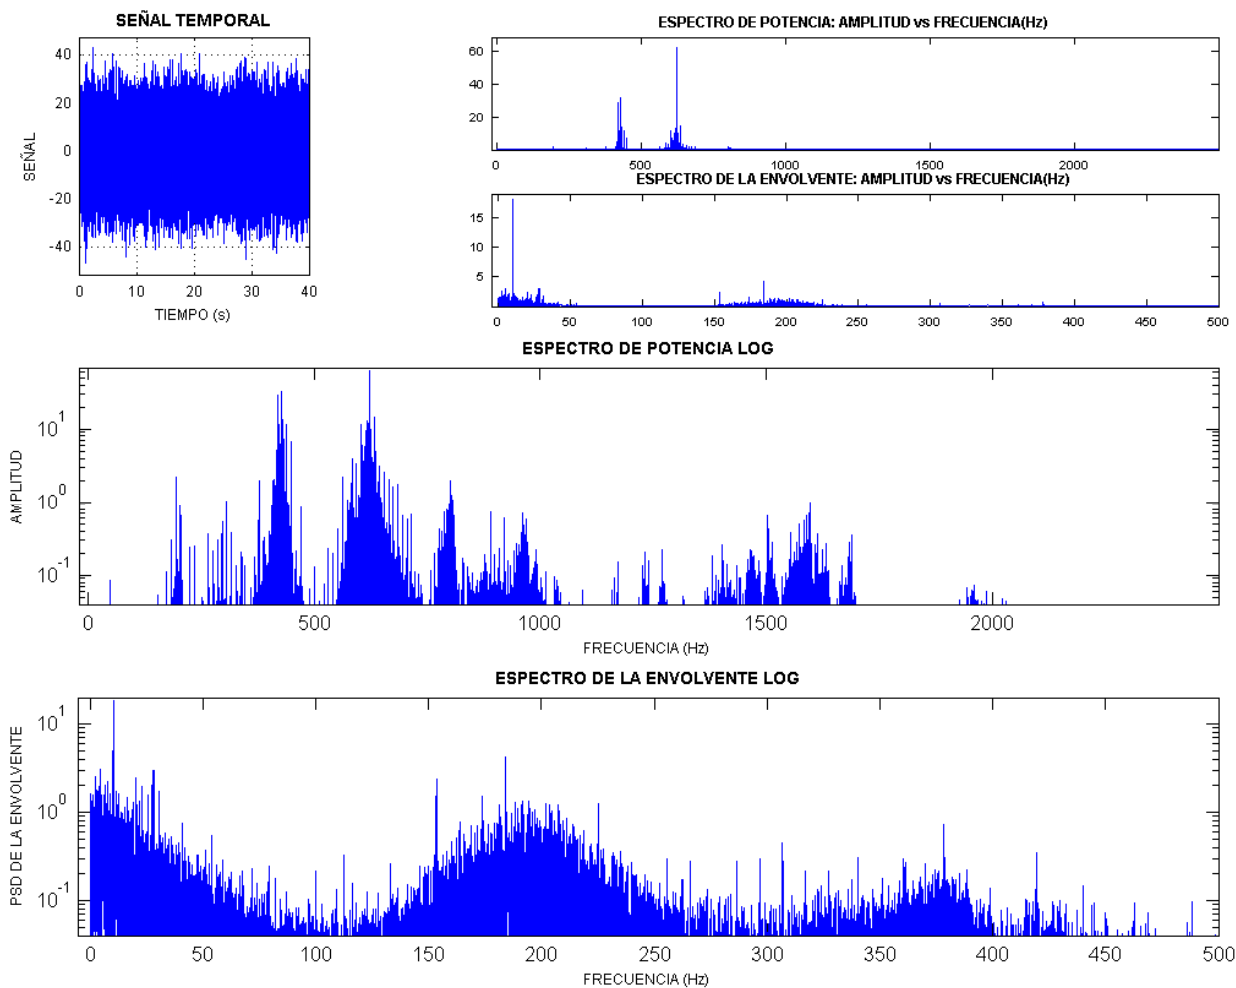 SEÑAL TEMPORAL
SEÑAL
40
20
0
-20
-40
0 10 20 30 40
TIEMPO (s)
ESPECTRO DE POTENCIA: AMPLITUD vs FRECUENCIA(Hz)
60
40
20
0 500 1000 1500 2000
ESPECTRO DE LA ENVOLVENTE: AMPLITUD vs FRECUENCIA(Hz)
15
10
5
0 50 100 150 200 250 300 350 400 450 500
ESPECTRO DE POTENCIA LOG
AMPLITUD
10^1
10^0
10^-1
0 500 1000 1500 2000
FRECUENCIA (Hz)
ESPECTRO DE LA ENVOLVENTE LOG
PSD DE LA ENVOLVENTE
10^1
10^0
10^-1
0 50 100 150 200 250 300 350 400 450 500
FRECUENCIA (Hz)